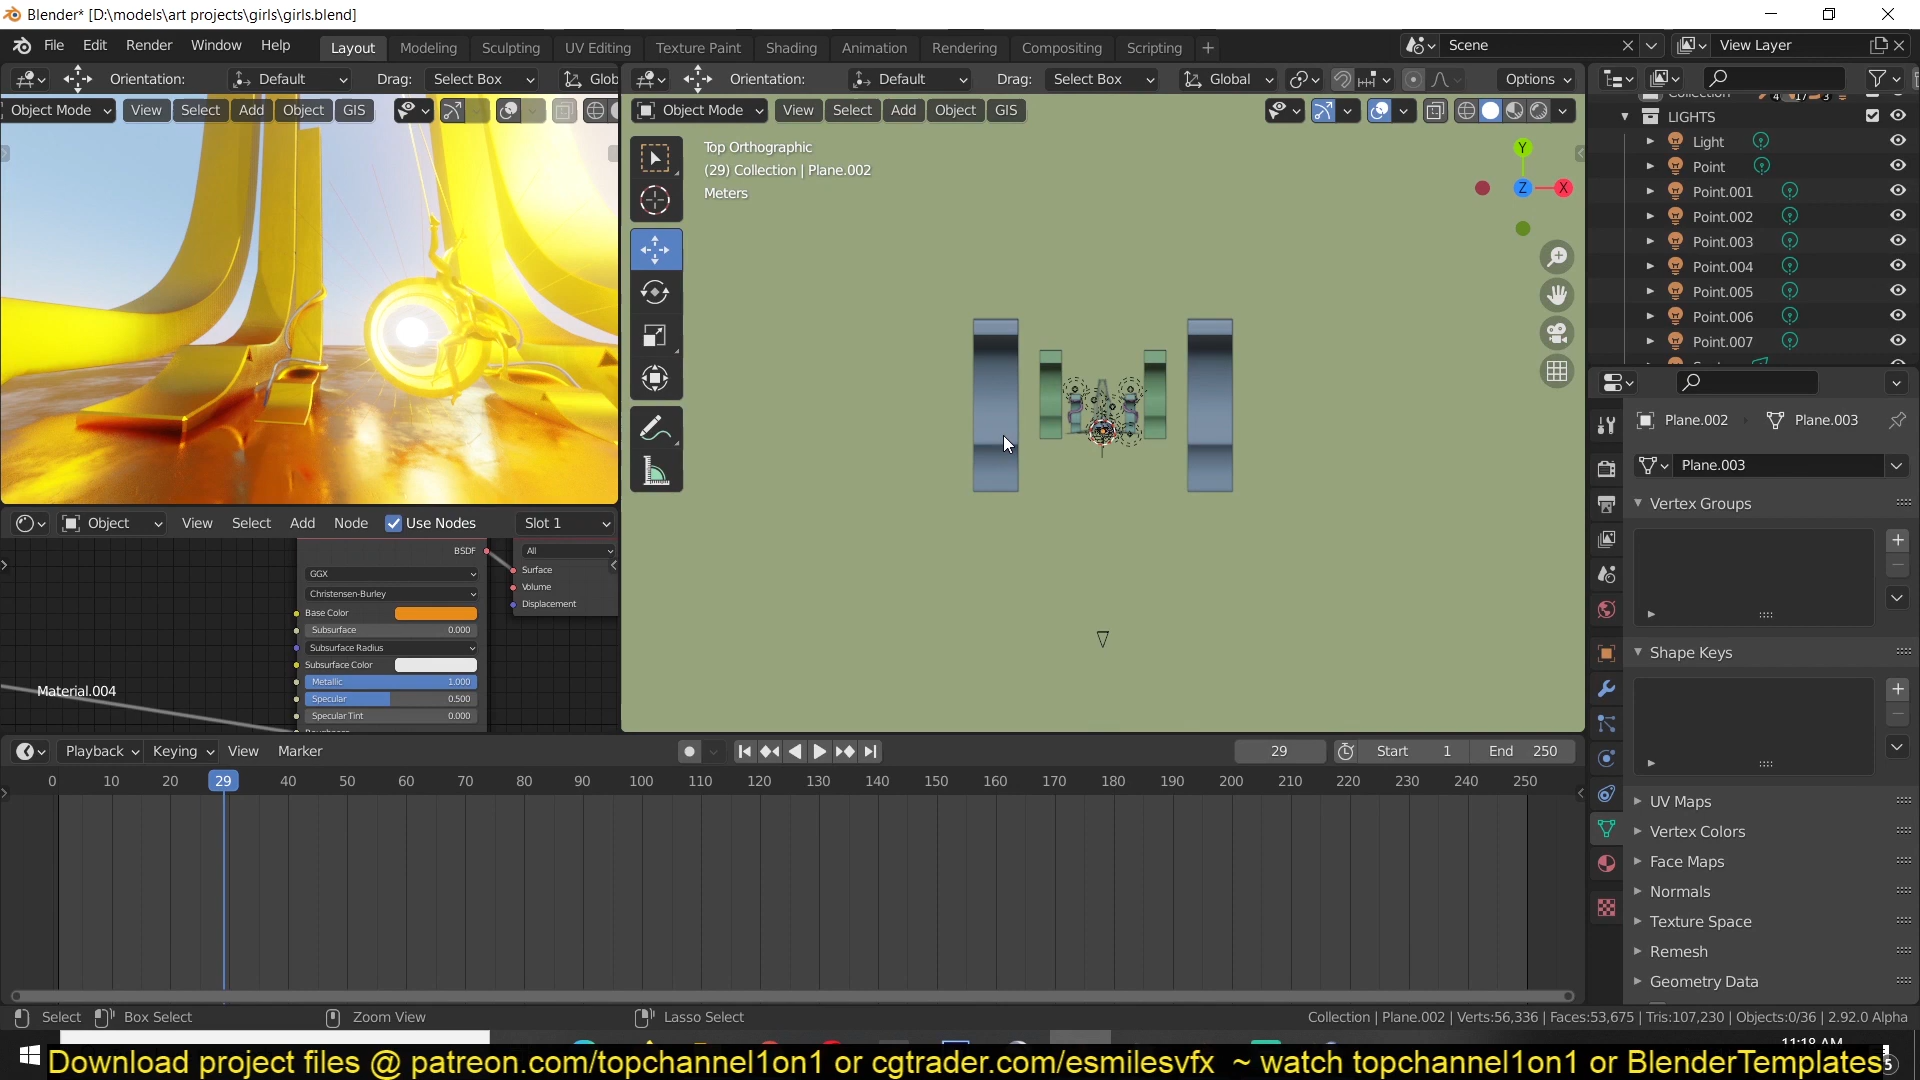 Blender* [D:\models\art projects\girls\girls.blend]
File Edit Render Window Help Layout Modeling Sculpting UV Editing Texture Paint Shading Animation Rendering Compositing Scripting + Scene View Layer
Orientation: Default Drag: Select Box Glob Orientation: Default Drag: Select Box Global Options
Object Mode View Select Add Object GIS Object Mode View Select Add Object GIS
Top Orthographic
(29) Collection | Plane.002
Meters
Y
Z X
Collection
LIGHTS
Light
Point
Point.001
Point.002
Point.003
Point.004
Point.005
Point.006
Point.007
Plane.002 Plane.003
Plane.003
Vertex Groups
Shape Keys
UV Maps
Vertex Colors
Face Maps
Normals
Texture Space
Remesh
Geometry Data
Object View Select Add Node Use Nodes Slot 1
BSDF All
GGX Surface
Christensen-Burley Volume
Base Color Displacement
Subsurface 0.000
Subsurface Radius
Subsurface Color
Metallic 1.000
Specular 0.500
Specular Tint 0.000
Material.004
Playback Keying View Marker 29 Start 1 End 250
0 10 20 29 40 50 60 70 80 90 100 110 120 130 140 150 160 170 180 190 200 210 220 230 240 250
Select Box Select Zoom View Lasso Select Collection | Plane.002 | Verts:56,336 | Faces:53,675 | Tris:107,230 | Objects:0/36 | 2.92.0 Alpha
11:18 AM
Download project files @ patreon.com/topchannel1on1 or cgtrader.com/esmilesvfx ~ watch topchannel1on1 or BlenderTemplates